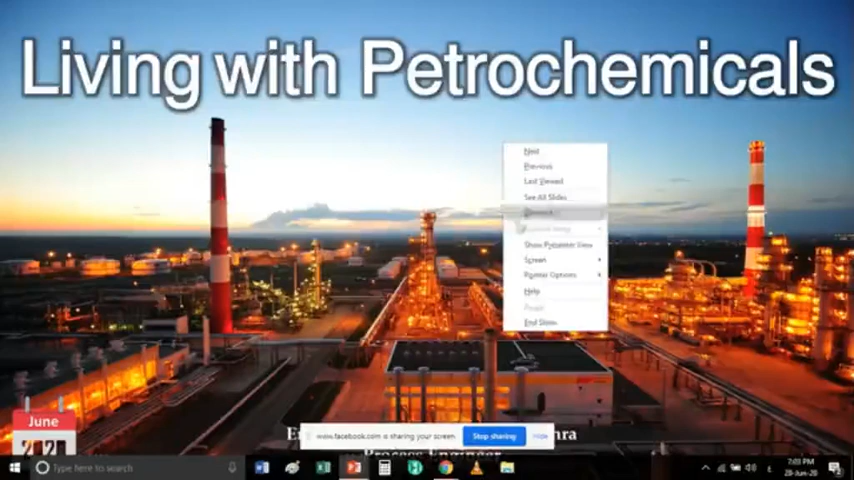 Living with Petrochemicals
Next
Previous
Last Viewed
See All Slides
Show Presenter View
Screen
Pointer Options
Help
End Show
June
www.facebook.com is sharing your screen.
Stop sharing
Hide
Process Engineer
Type here to search
7:03 PM
28-Jun-20